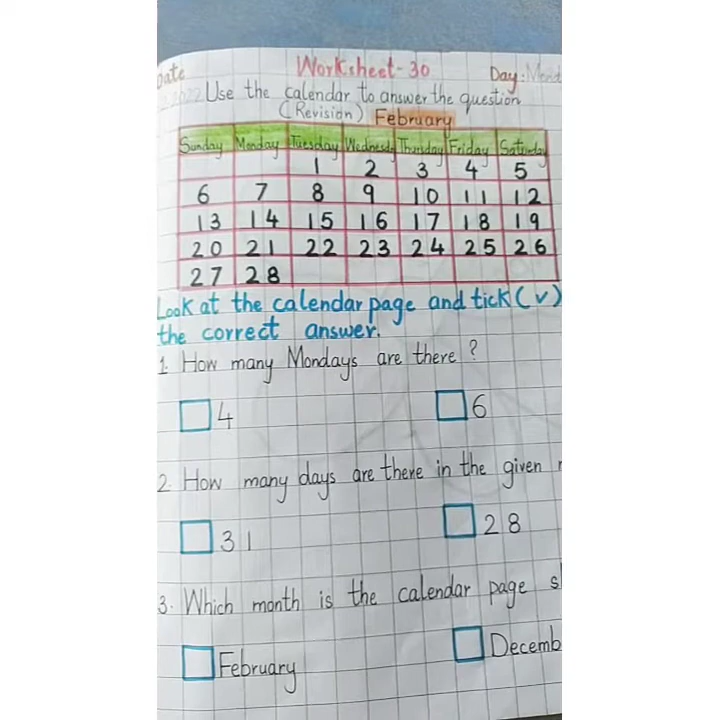 Date Worksheet-30 Day: Mond
2022 Use the calendar to answer the question
(Revision) February
Sunday Monday Tuesday Wednesday Thursday Friday Saturday
1 2 3 4 5
6 7 8 9 10 11 12
13 14 15 16 17 18 19
20 21 22 23 24 25 26
27 28
Look at the calendar page and tick (✓)
the correct answer.
1. How many Mondays are there ?
4 6
2. How many days are there in the given
31 28
3. Which month is the calendar page s
February Decemb